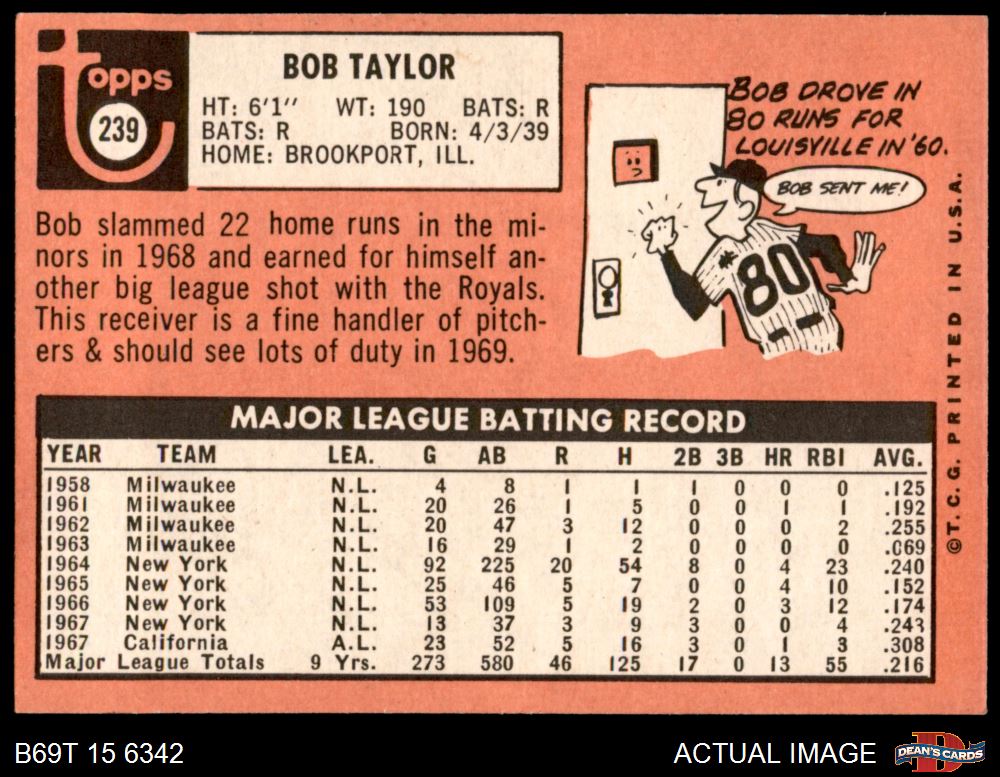 topps
239
BOB TAYLOR
HT: 6'1" WT: 190 BATS: R
BATS: R BORN: 4/3/39
HOME: BROOKPORT, ILL.
BOB DROVE IN
80 RUNS FOR
LOUISVILLE IN '60.
BOB SENT ME!
80
Bob slammed 22 home runs in the mi-
nors in 1968 and earned for himself an-
other big league shot with the Royals.
This receiver is a fine handler of pitch-
ers & should see lots of duty in 1969.
©T.C.G. PRINTED IN U.S.A.
MAJOR LEAGUE BATTING RECORD
YEAR TEAM LEA. G AB R H 2B 3B HR RBI AVG.
1958 Milwaukee N.L. 4 8 1 1 1 0 0 0 .125
1961 Milwaukee N.L. 20 26 1 5 0 0 1 1 .192
1962 Milwaukee N.L. 20 47 3 12 0 0 0 2 .255
1963 Milwaukee N.L. 16 29 1 2 0 0 0 0 .069
1964 New York N.L. 92 225 20 54 8 0 4 23 .240
1965 New York N.L. 25 46 5 7 0 0 4 10 .152
1966 New York N.L. 53 109 5 19 2 0 3 12 .174
1967 New York N.L. 13 37 3 9 3 0 0 4 .243
1967 California A.L. 23 52 5 16 3 0 1 3 .308
Major League Totals 9 Yrs. 273 580 46 125 17 0 13 55 .216
B69T 15 6342
ACTUAL IMAGE
DEAN'S CARDS